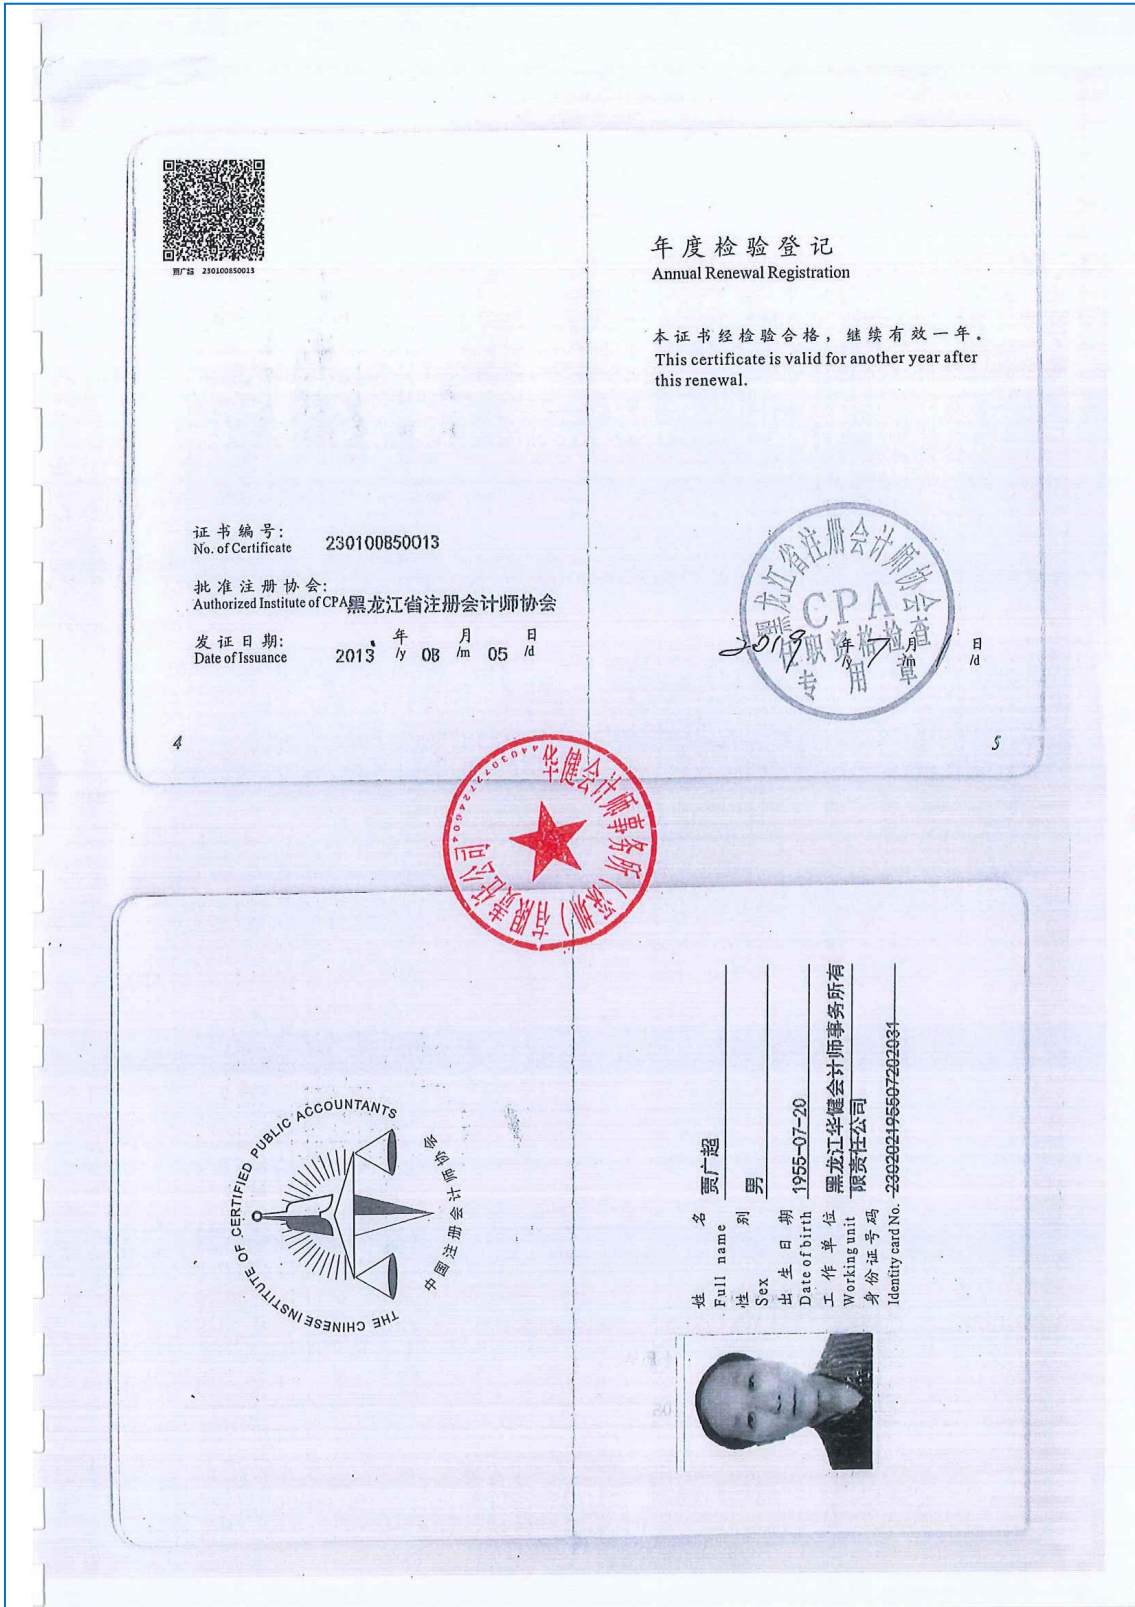 贾广超 230100850013
证书编号:
No. of Certificate
230100850013
批准注册协会:
Authorized Institute of CPA
黑龙江省注册会计师协会
发证日期:
Date of Issuance
2013 年/y 08 月/m 05 日/d
4
年度检验登记
Annual Renewal Registration
本证书经检验合格，继续有效一年。
This certificate is valid for another year after
this renewal.
黑龙江省注册会计师协会
CPA
任职资格检查
专用章
2019 年/y 7 月/m 1 日/d
5
华健会计师事务所（深圳）有限责任公司
THE CHINESE INSTITUTE OF CERTIFIED PUBLIC ACCOUNTANTS
中国注册会计师协会
姓名 贾广超
Full name
性别 男
Sex
出生日期 1955-07-20
Date of birth
工作单位 黑龙江华健会计师事务所有
Working unit 限责任公司
身份证号码
Identity card No. 230202195507202031